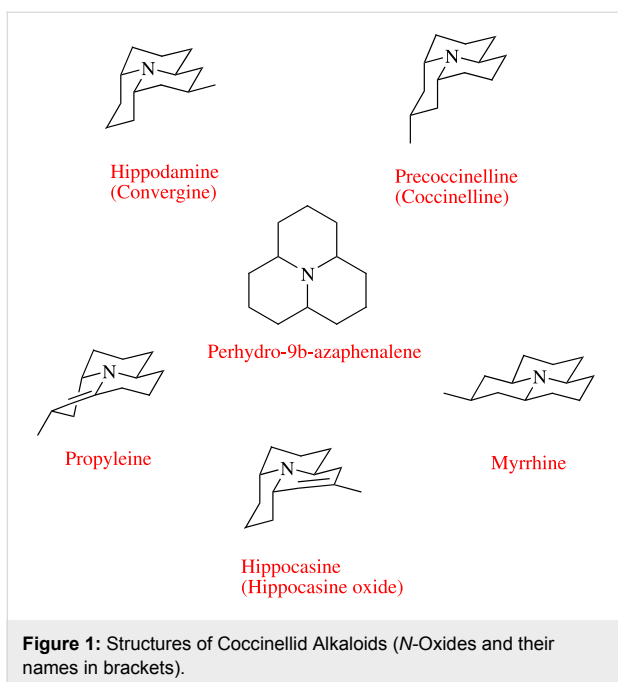 N
N
Hippodamine
(Convergine)
Precoccinelline
(Coccinelline)
N
Perhydro-9b-azaphenalene
N
N
Propyleine
Myrrhine
N
Hippocasine
(Hippocasine oxide)
Figure 1: Structures of Coccinellid Alkaloids (N-Oxides and their
names in brackets).